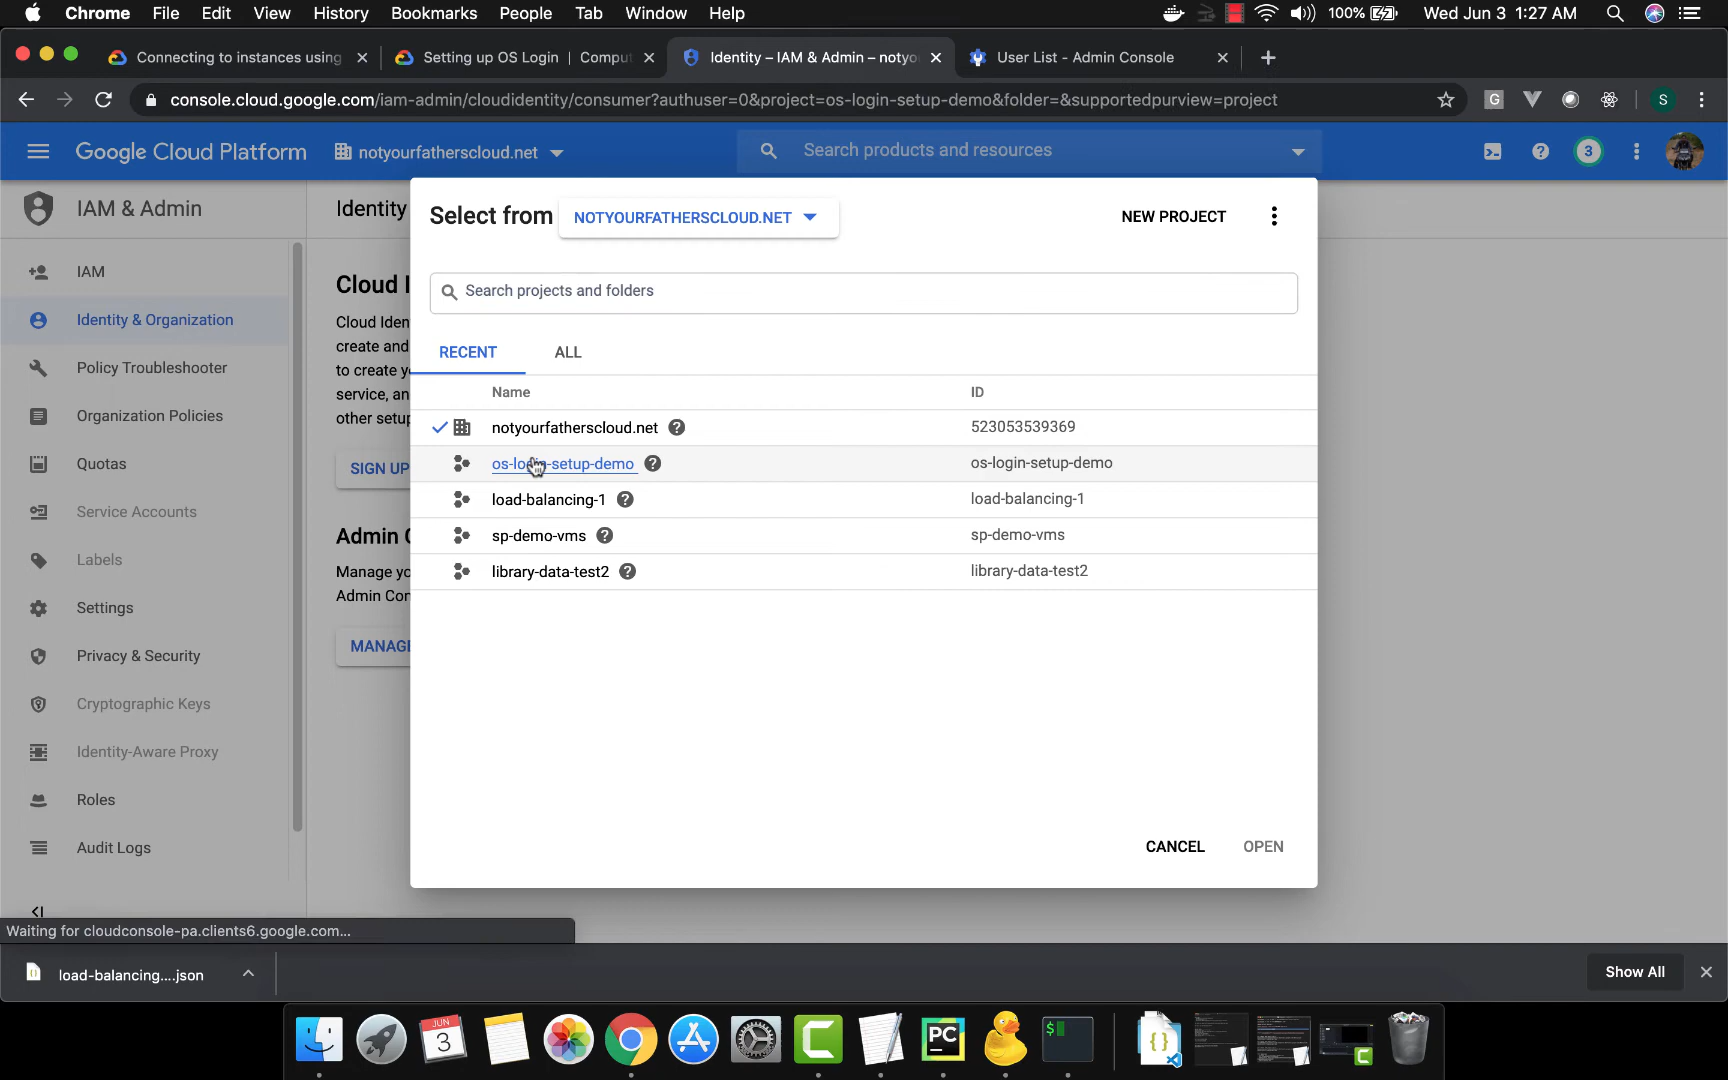 Chrome File Edit View History Bookmarks People Tab Window Help 100% Wed Jun 3 1:27 AM
Connecting to instances using
Setting up OS Login | Comput
Identity – IAM & Admin – notyo
User List - Admin Console
console.cloud.google.com/iam-admin/cloudidentity/consumer?authuser=0&project=os-login-setup-demo&folder=&supportedpurview=project
G
S
Google Cloud Platform
notyourfatherscloud.net
Search products and resources
3
IAM & Admin
Identity
Select from NOTYOURFATHERSCLOUD.NET
NEW PROJECT
Search projects and folders
RECENT ALL
Name ID
notyourfatherscloud.net 523053539369
os-login-setup-demo os-login-setup-demo
load-balancing-1 load-balancing-1
sp-demo-vms sp-demo-vms
library-data-test2 library-data-test2
CANCEL OPEN
IAM
Identity & Organization
Policy Troubleshooter
Organization Policies
Quotas
Service Accounts
Labels
Settings
Privacy & Security
Cryptographic Keys
Identity-Aware Proxy
Roles
Audit Logs
Cloud I
Cloud Iden
create and
to create y
service, an
other setup
SIGN UP
Admin C
Manage yo
Admin Con
MANAGE
Waiting for cloudconsole-pa.clients6.google.com...
load-balancing....json
Show All
JUN
3
PC
$